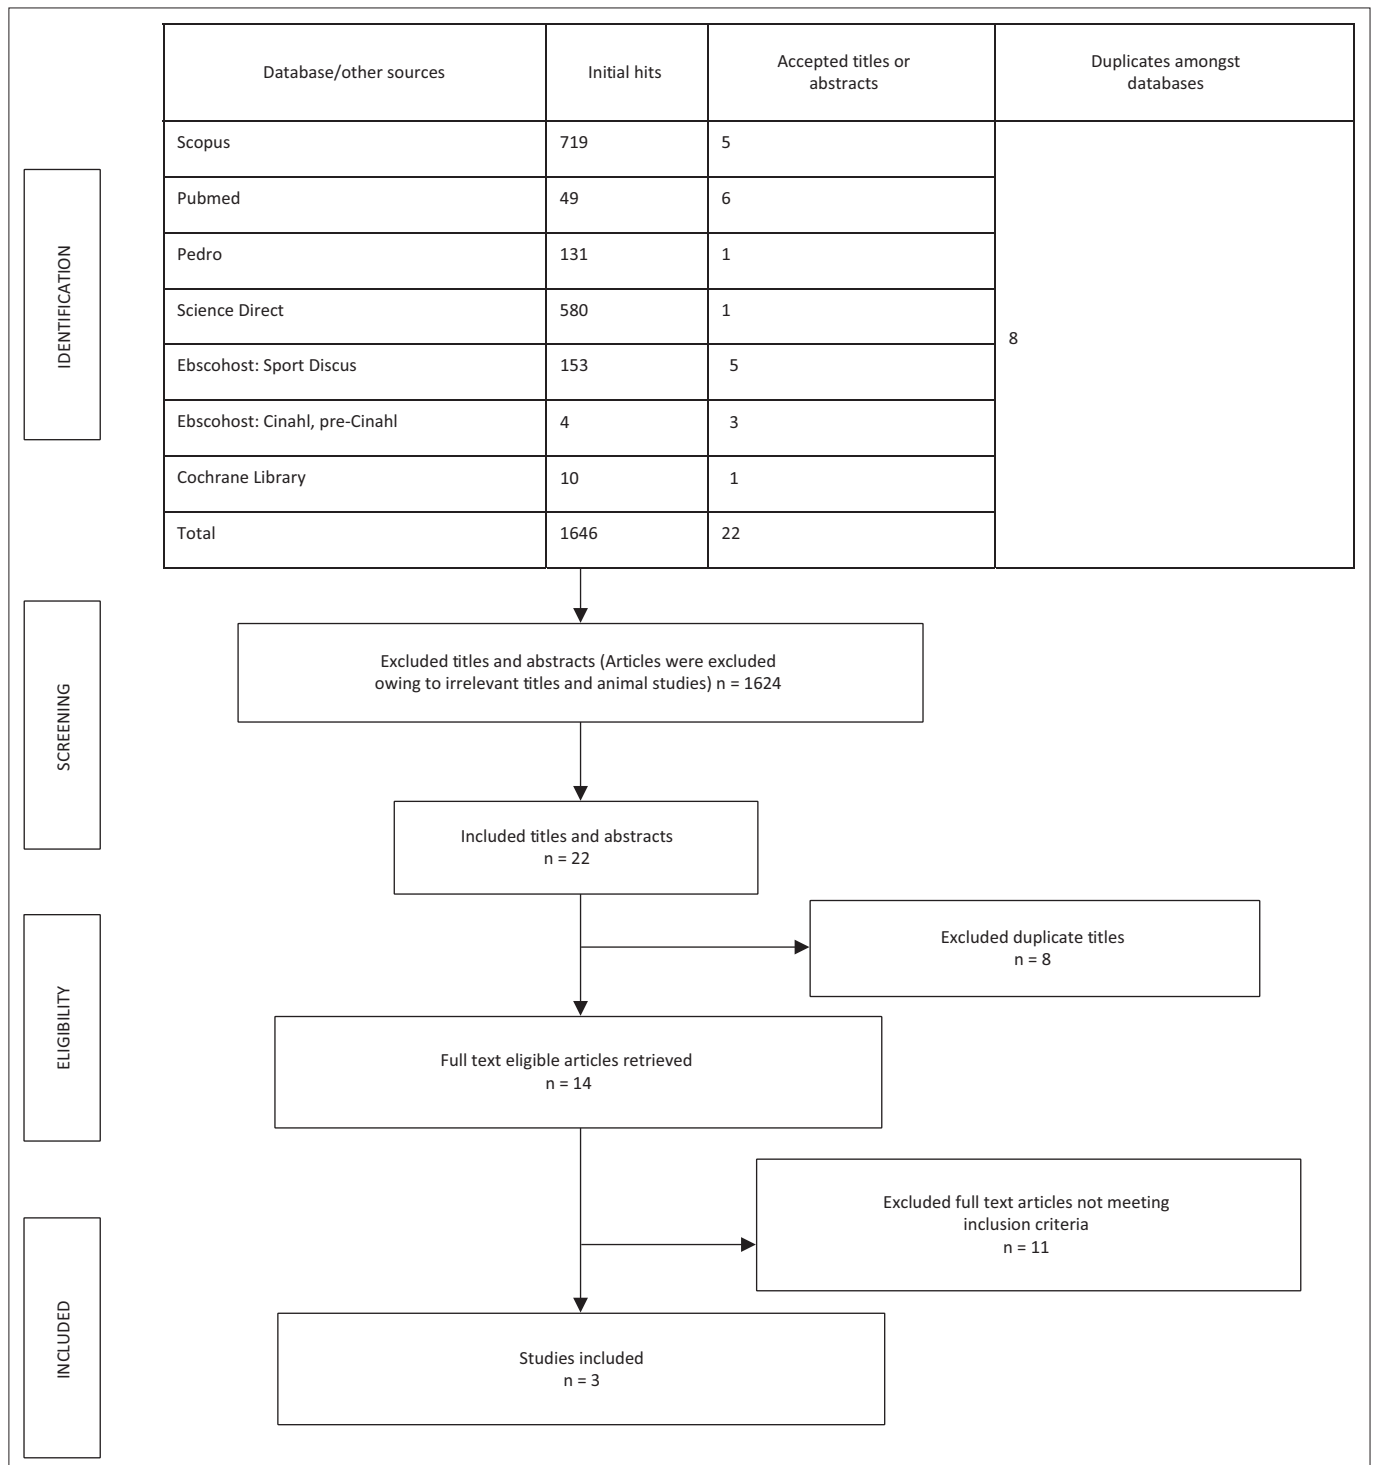 Database/other sources
Initial hits
Accepted titles or
abstracts
Duplicates amongst
databases
Scopus
719
5
Pubmed
49
6
Pedro
131
1
Science Direct
580
1
Ebscohost: Sport Discus
153
5
Ebscohost: Cinahl, pre-Cinahl
4
3
Cochrane Library
10
1
Total
1646
22
8
IDENTIFICATION
SCREENING
Excluded titles and abstracts (Articles were excluded
owing to irrelevant titles and animal studies) n = 1624
Included titles and abstracts
n = 22
ELIGIBILITY
Excluded duplicate titles
n = 8
Full text eligible articles retrieved
n = 14
INCLUDED
Excluded full text articles not meeting
inclusion criteria
n = 11
Studies included
n = 3